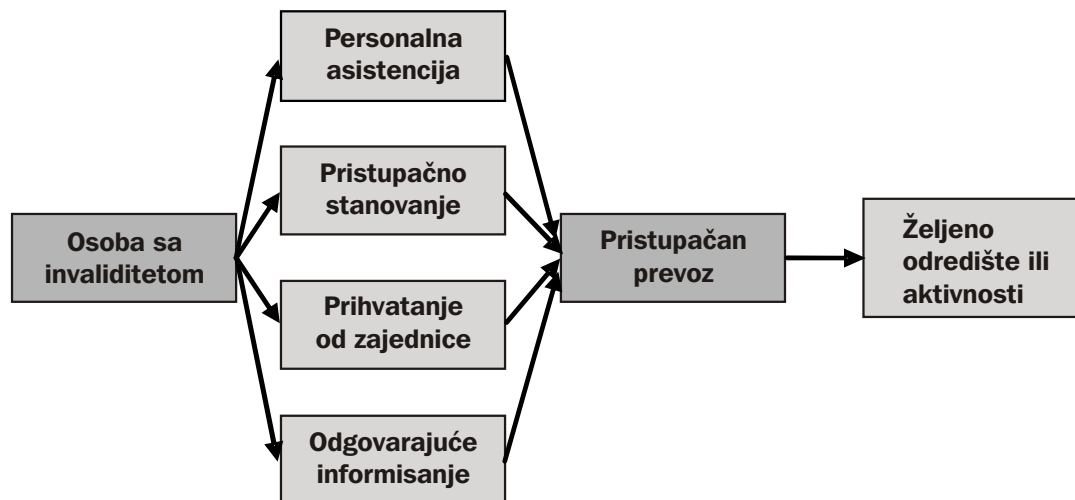 Personalna
asistencija
Pristupačno
stanovanje
Osoba sa
invaliditetom
Pristupačan
prevoz
Željeno
odredište ili
aktivnosti
Prihvatanje
od zajednice
Odgovarajuće
informisanje